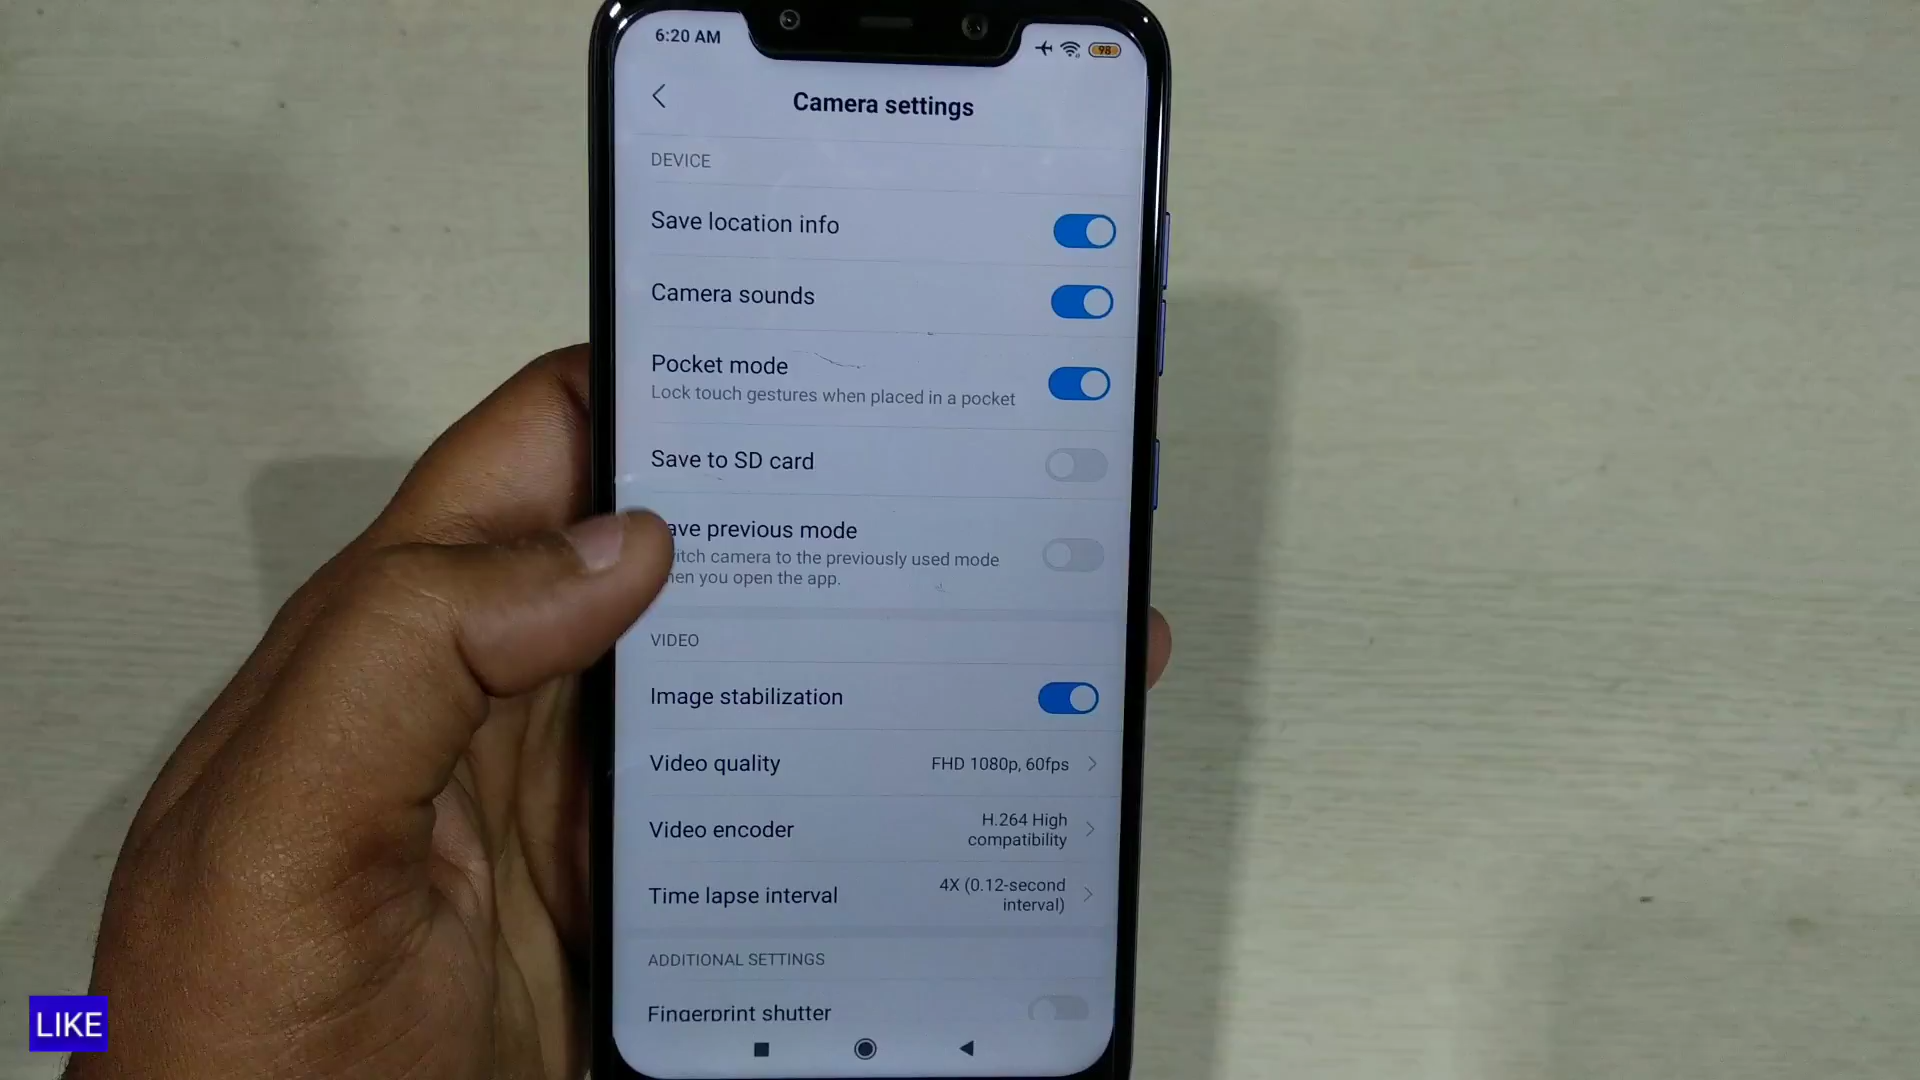 6:20 AM
98
Camera settings
DEVICE
Save location info
Camera sounds
Pocket mode
Lock touch gestures when placed in a pocket
Save to SD card
ave previous mode
itch camera to the previously used mode
en you open the app.
VIDEO
Image stabilization
Video quality
FHD 1080p, 60fps
Video encoder
H.264 High
compatibility
Time lapse interval
4X (0.12-second
interval)
ADDITIONAL SETTINGS
Fingerprint shutter
LIKE